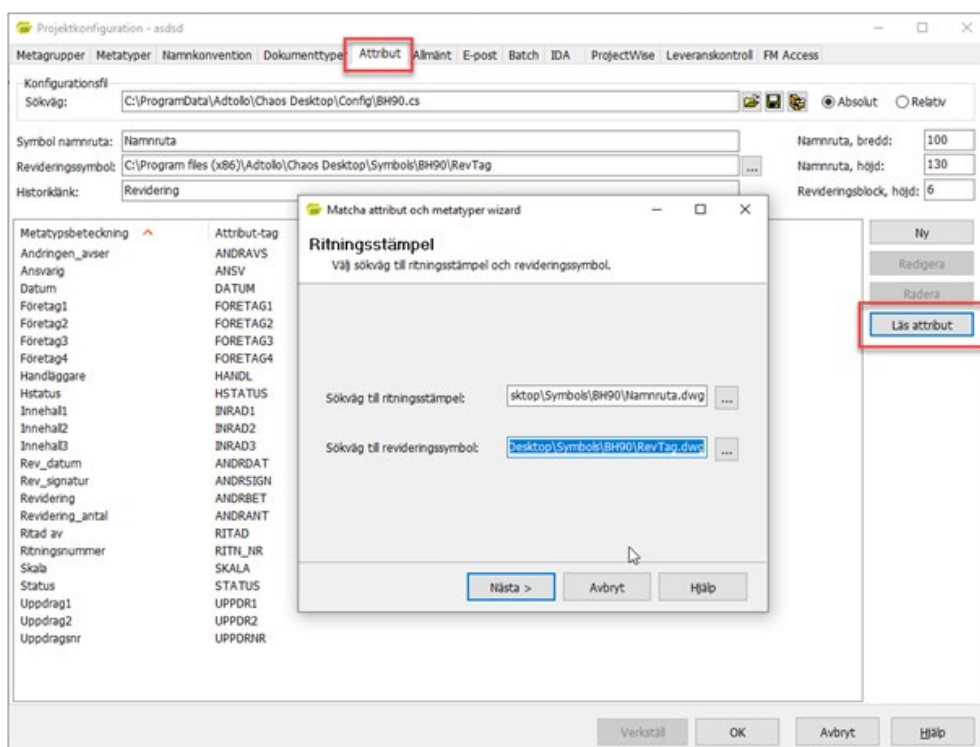 Projektkonfiguration - asdsd
Metagrupper Metatyper Namnkonvention Dokumenttyper Attribut Allmänt E-post Batch IDA ProjectWise Leveranskontroll FM Access
Konfigurationsfil
Sökväg: C:\ProgramData\Adtollo\Chaos Desktop\Config\BH90.cs Absolut Relativ
Symbol namnruta: Namnruta Namnruta, bredd: 100
Revideringssymbol: C:\Program files (x86)\Adtollo\Chaos Desktop\Symbols\BH90\RevTag ... Namnruta, höjd: 130
Historiklänk: Revidering Revideringsblock, höjd: 6
Metatypsbeteckning Attribut-tag
Andringen_avser ANDRAVS
Ansvarig ANSV
Datum DATUM
Företag1 FORETAG1
Företag2 FORETAG2
Företag3 FORETAG3
Företag4 FORETAG4
Handläggare HANDL
Hstatus HSTATUS
Innehall1 INRAD1
Innehall2 INRAD2
Innehall3 INRAD3
Rev_datum ANDRDAT
Rev_signatur ANDRSIGN
Revidering ANDRBET
Revidering_antal ANDRANT
Ritad av RITAD
Ritningsnummer RITN_NR
Skala SKALA
Status STATUS
Uppdrag1 UPPDR1
Uppdrag2 UPPDR2
Uppdragsnr UPPDRNR
Matcha attribut och metatyper wizard
Ritningsstämpel
Välj sökväg till ritningsstämpel och revideringssymbol.
Sökväg till ritningsstämpel: sktop\Symbols\BH90\Namnruta.dwg ...
Sökväg till revideringssymbol: Desktop\Symbols\BH90\RevTag.dwg ...
Nästa > Avbryt Hjälp
Ny
Redigera
Radera
Läs attribut
Verkställ OK Avbryt Hjälp